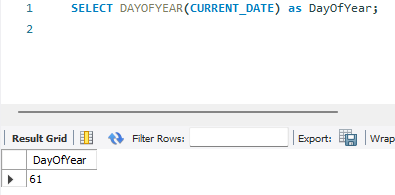 1 SELECT DAYOFYEAR(CURRENT_DATE) as DayOfYear;
2
Result Grid Filter Rows: Export: Wrap
DayOfYear
61